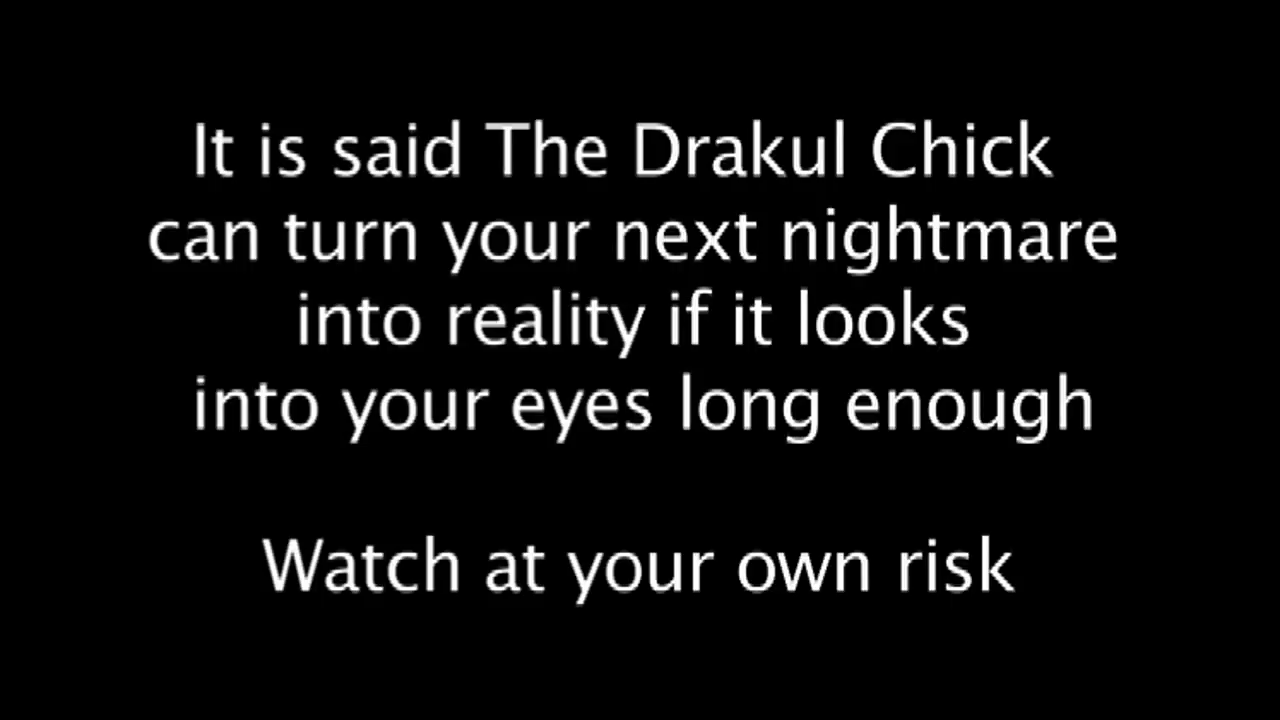 It is said The Drakul Chick
can turn your next nightmare
into reality if it looks
into your eyes long enough
Watch at your own risk